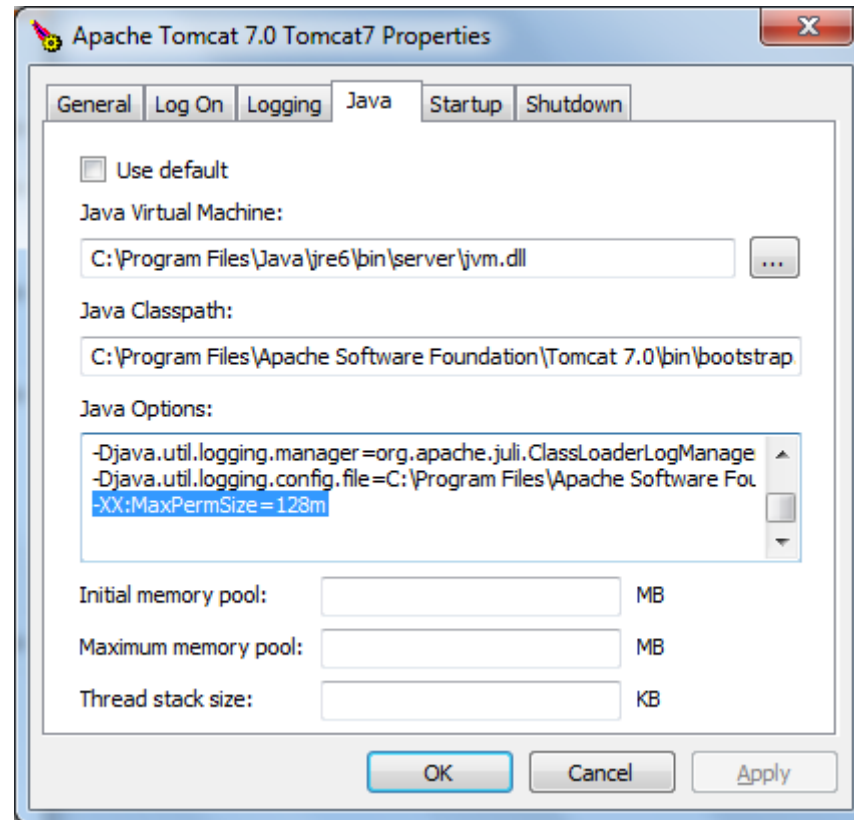 Apache Tomcat 7.0 Tomcat7 Properties
General Log On Logging Java Startup Shutdown
Use default
Java Virtual Machine:
C:\Program Files\Java\jre6\bin\server\jvm.dll
...
Java Classpath:
C:\Program Files\Apache Software Foundation\Tomcat 7.0\bin\bootstrap
Java Options:
-Djava.util.logging.manager=org.apache.juli.ClassLoaderLogManage
-Djava.util.logging.config.file=C:\Program Files\Apache Software Fou
-XX:MaxPermSize=128m
Initial memory pool: MB
Maximum memory pool: MB
Thread stack size: KB
OK Cancel Apply